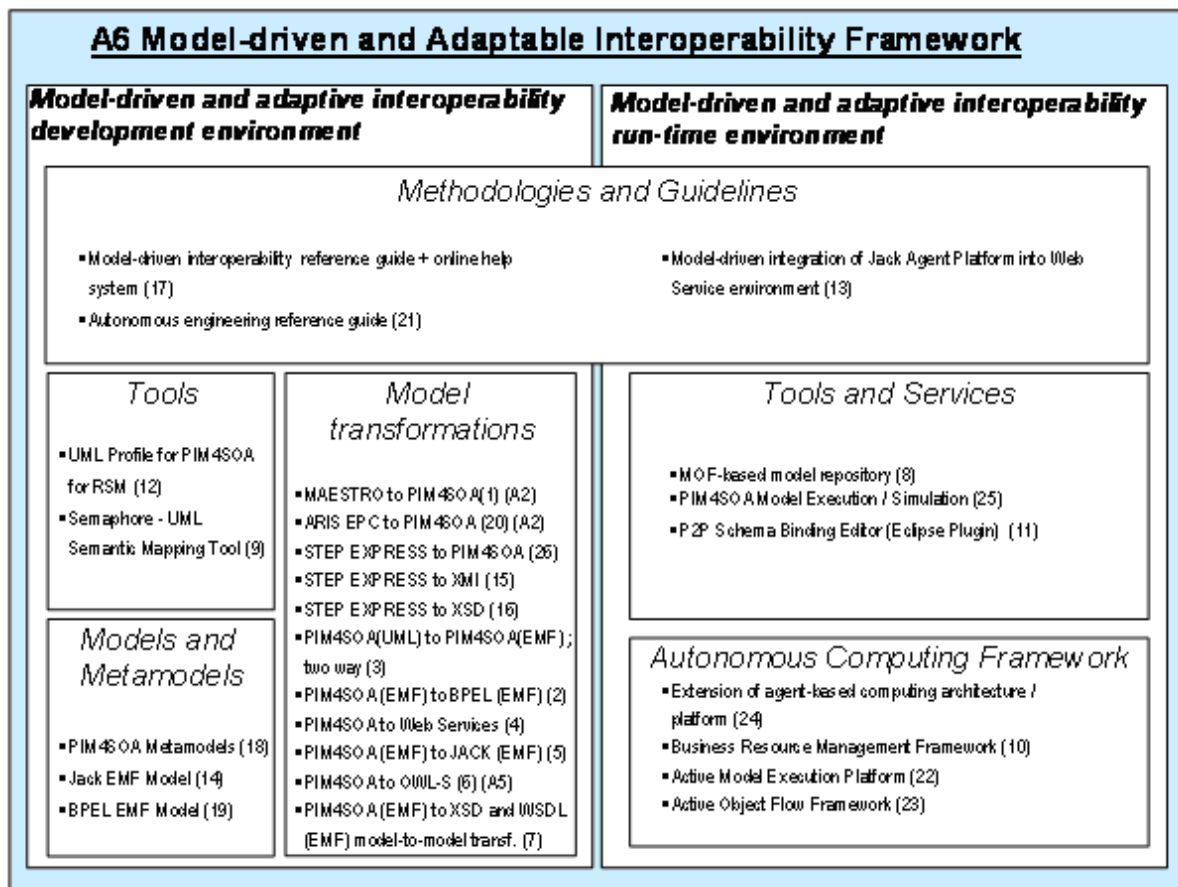 A6 Model-driven and Adaptable Interoperability Framework
Model-driven and adaptive interoperability
development environment
Model-driven and adaptive interoperability
run-time environment
Methodologies and Guidelines
▪Model-driven interoperability reference guide + online help
system (17)
▪Autonomous engineering reference guide (21)
▪Model-driven integration of Jack Agent Platform into Web
Service environment (13)
Tools
▪UML Profile for PIM4SOA
for RSM (12)
▪Semaphore - UML
Semantic Mapping Tool (9)
Models and
Metamodels
▪PIM4SOA Metamodels (18)
▪Jack EMF Model (14)
▪BPEL EMF Model (19)
Model
transformations
▪MAESTRO to PIM4SOA(1) (A2)
▪ARIS EPC to PIM4SOA (20) (A2)
▪STEP EXPRESS to PIM4SOA (26)
▪STEP EXPRESS to XMI (15)
▪STEP EXPRESS to XSD (16)
▪PIM4SOA(UML) to PIM4SOA(EMF) ;
two way (3)
▪PIM4SOA(EMF) to BPEL (EMF) (2)
▪PIM4SOA to Web Services (4)
▪PIM4SOA(EMF) to JACK (EMF) (5)
▪PIM4SOA to OWL-S (6) (A5)
▪PIM4SOA(EMF) to XSD and WSDL
(EMF) model-to-model transf. (7)
Tools and Services
▪MOF-based model repository (8)
▪PIM4SOA Model Execution / Simulation (25)
▪P2P Schema Binding Editor (Eclipse Plugin) (11)
Autonomous Computing Framework
▪Extension of agent-based computing architecture /
platform (24)
▪Business Resource Management Framework (10)
▪Active Model Execution Platform (22)
▪Active Object Flow Framework (23)